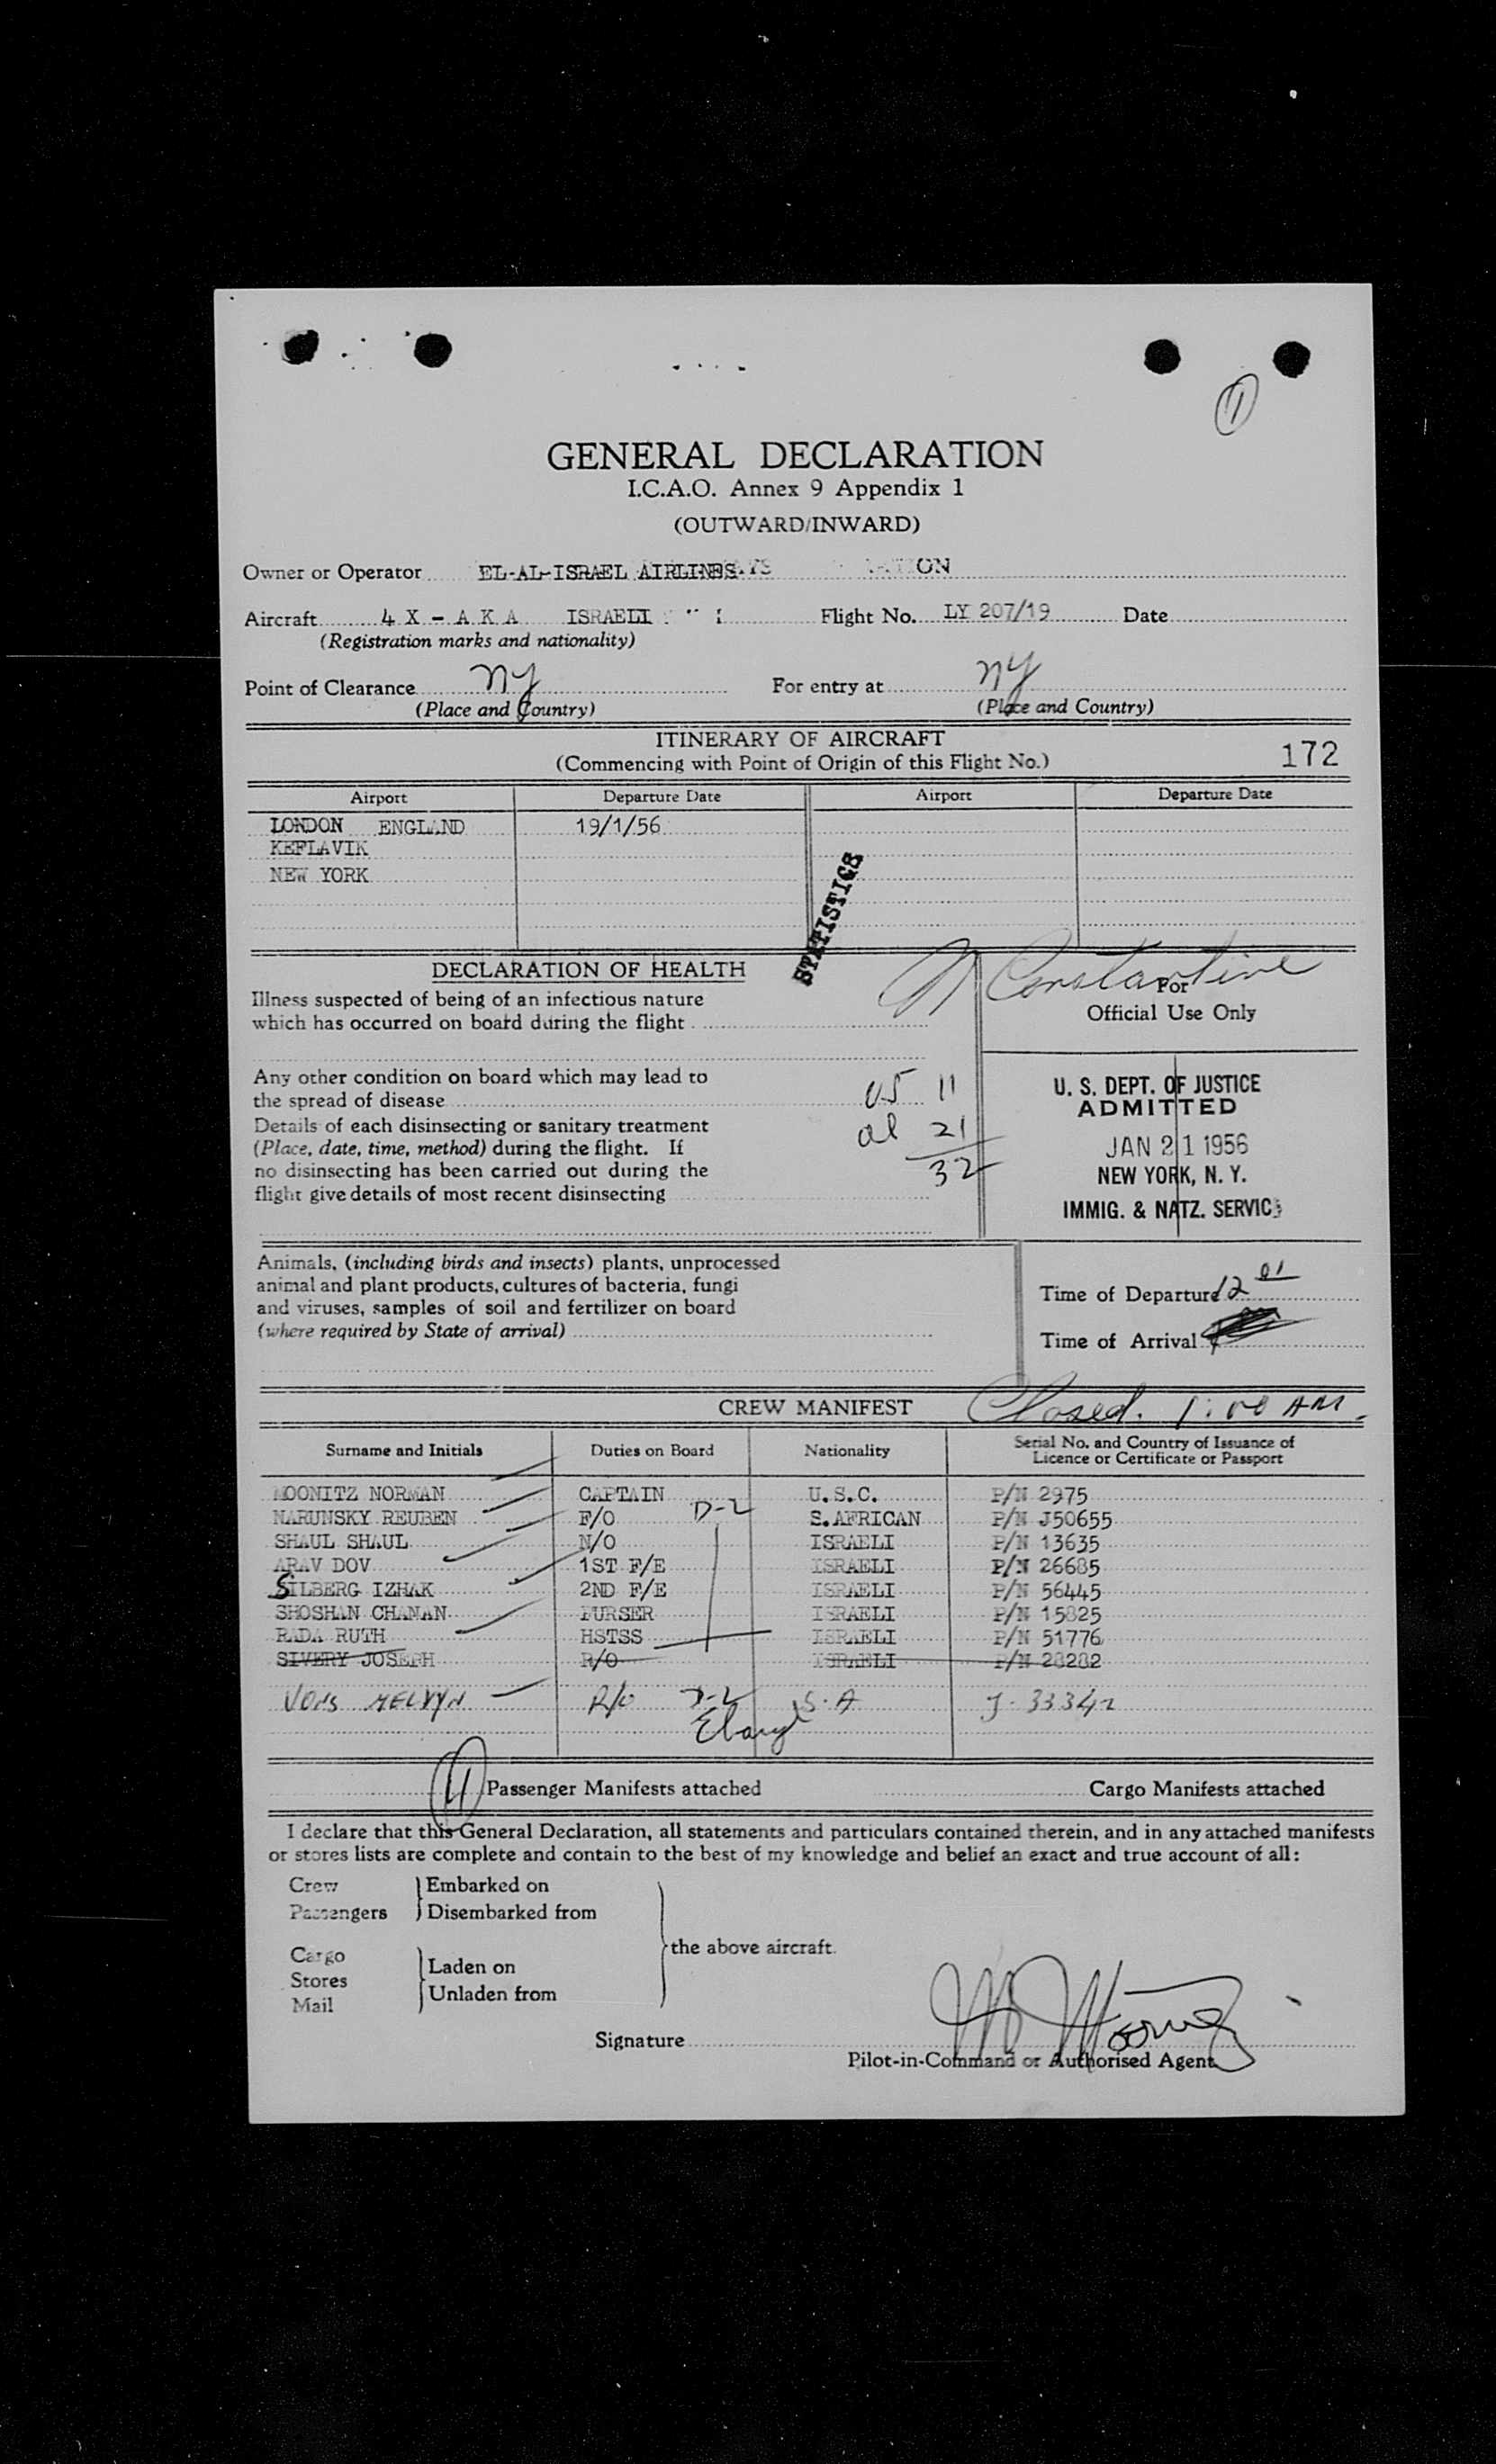 1
GENERAL DECLARATION
I.C.A.O. Annex 9 Appendix 1
(OUTWARD/INWARD)
Owner or Operator EL-AL-ISRAEL AIRLINES
Aircraft 4 X - A K A ISRAELI Flight No. LY 207/19 Date
(Registration marks and nationality)
Point of Clearance NY For entry at NY
(Place and Country) (Place and Country)
ITINERARY OF AIRCRAFT
(Commencing with Point of Origin of this Flight No.) 172
Airport Departure Date Airport Departure Date
LONDON ENGLAND 19/1/56
KEFLAVIK
NEW YORK
STATISTICS
DECLARATION OF HEALTH
M Constantine
For
Official Use Only
Illness suspected of being of an infectious nature
which has occurred on board during the flight
Any other condition on board which may lead to
the spread of disease
US 11
al 21
32
Details of each disinsecting or sanitary treatment
(Place, date, time, method) during the flight. If
no disinsecting has been carried out during the
flight give details of most recent disinsecting
U. S. DEPT. OF JUSTICE
ADMITTED
JAN 21 1956
NEW YORK, N. Y.
IMMIG. & NATZ. SERVICE
Animals, (including birds and insects) plants, unprocessed
animal and plant products, cultures of bacteria, fungi
and viruses, samples of soil and fertilizer on board
(where required by State of arrival)
Time of Departure 12 01
Time of Arrival
CREW MANIFEST Closed. 1:00 AM.
Surname and Initials Duties on Board Nationality Serial No. and Country of Issuance of
Licence or Certificate or Passport
MOONITZ NORMAN CAPTAIN U.S.C. P/N 2975
NARUNSKY REUBEN F/O D-2 S.AFRICAN P/N J50655
SHAUL SHAUL N/O ISRAELI P/N 13635
ARAV DOV 1ST F/E ISRAELI P/N 26685
SILBERG IZHAK 2ND F/E ISRAELI P/N 56445
SHOSHAN CHANAN PURSER ISRAELI P/N 15825
RADA RUTH HSTSS ISRAELI P/N 51776
SIVERY JOSEPH R/O ISRAELI P/N 28282
VONS MELVYN R/O D-2 S.A J-33342
(1) Passenger Manifests attached Cargo Manifests attached
I declare that this General Declaration, all statements and particulars contained therein, and in any attached manifests
or stores lists are complete and contain to the best of my knowledge and belief an exact and true account of all:
Crew Embarked on
Passengers Disembarked from
the above aircraft.
Cargo
Stores Laden on
Mail Unladen from
Signature
Pilot-in-Command or Authorised Agent